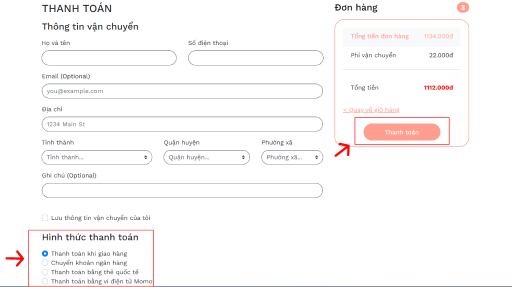 THANH TOÁN
Thông tin vận chuyển
Họ và tên
Số điện thoại
Email (Optional)
you@example.com
Địa chỉ
1234 Main St
Tỉnh thành
Quận huyện
Phường xã
Tỉnh thành...
Quận huyện...
Phường xã...
Ghi chú (Optional)
Lưu thông tin vận chuyển của tôi
Hình thức thanh toán
Thanh toán khi giao hàng
Chuyển khoản ngân hàng
Thanh toán bằng thẻ quốc tế
Thanh toán bằng ví điện tử Momo
Đơn hàng
3
Tổng tiền đơn hàng 1134.000đ
Phí vận chuyển 22.000đ
Tổng tiền 1112.000đ
< Quay về giỏ hàng
Thanh toán